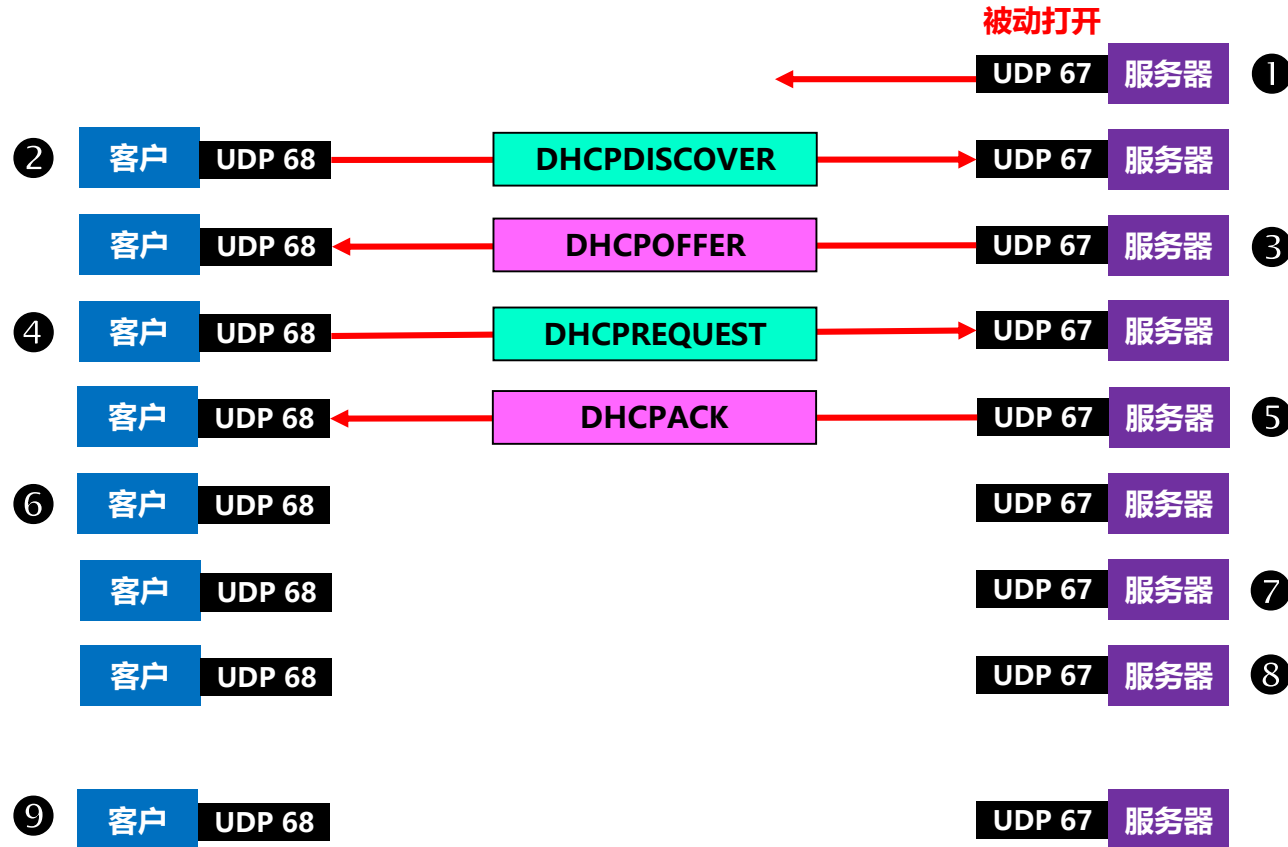 被动打开
UDP 67 服务器 ❶
❷ 客户 UDP 68 DHCPDISCOVER UDP 67 服务器
客户 UDP 68 DHCPOFFER UDP 67 服务器 ❸
❹ 客户 UDP 68 DHCPREQUEST UDP 67 服务器
客户 UDP 68 DHCPACK UDP 67 服务器 ❺
❻ 客户 UDP 68 UDP 67 服务器
客户 UDP 68 UDP 67 服务器 ❼
客户 UDP 68 UDP 67 服务器 ❽
❾ 客户 UDP 68 UDP 67 服务器